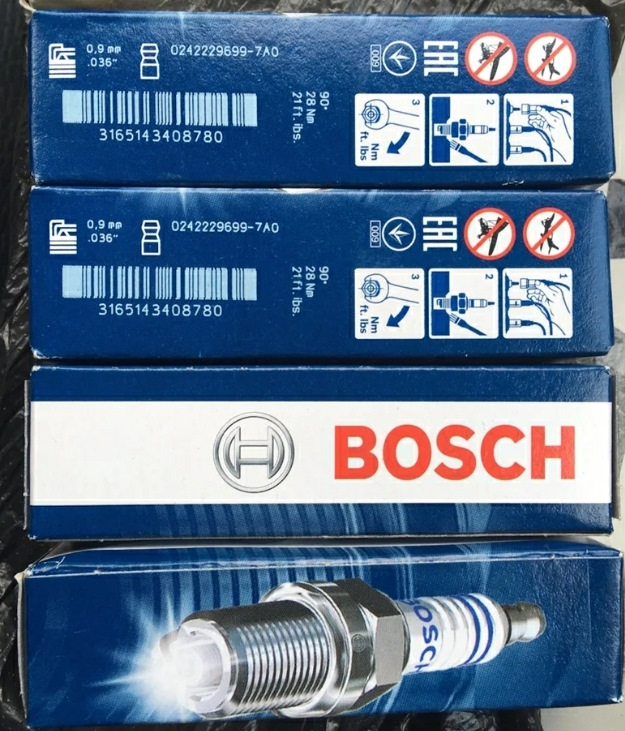 0,9 mm
.036"
0242229699-7A0
3165143408780
90°
28 Nm
21 ft. lbs.
009
EAC
3
Nm
ft. lbs
2
1
0,9 mm
.036"
0242229699-7A0
3165143408780
90°
28 Nm
21 ft. lbs.
009
EAC
3
Nm
ft. lbs
2
1
BOSCH
BOSCH